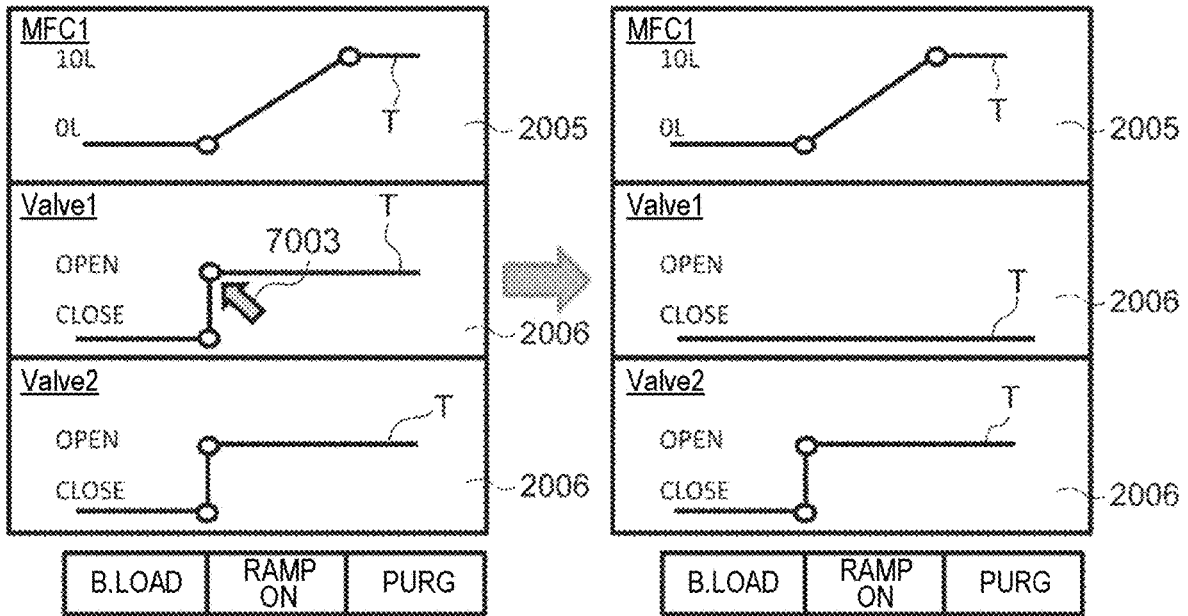 MFC1
10L
T
0L
2005
Valve1
T
7003
OPEN
CLOSE
2006
Valve2
T
OPEN
CLOSE
2006
B.LOAD
RAMP
ON
PURG
MFC1
10L
T
0L
2005
Valve1
OPEN
T
CLOSE
2006
Valve2
T
OPEN
CLOSE
2006
B.LOAD
RAMP
ON
PURG